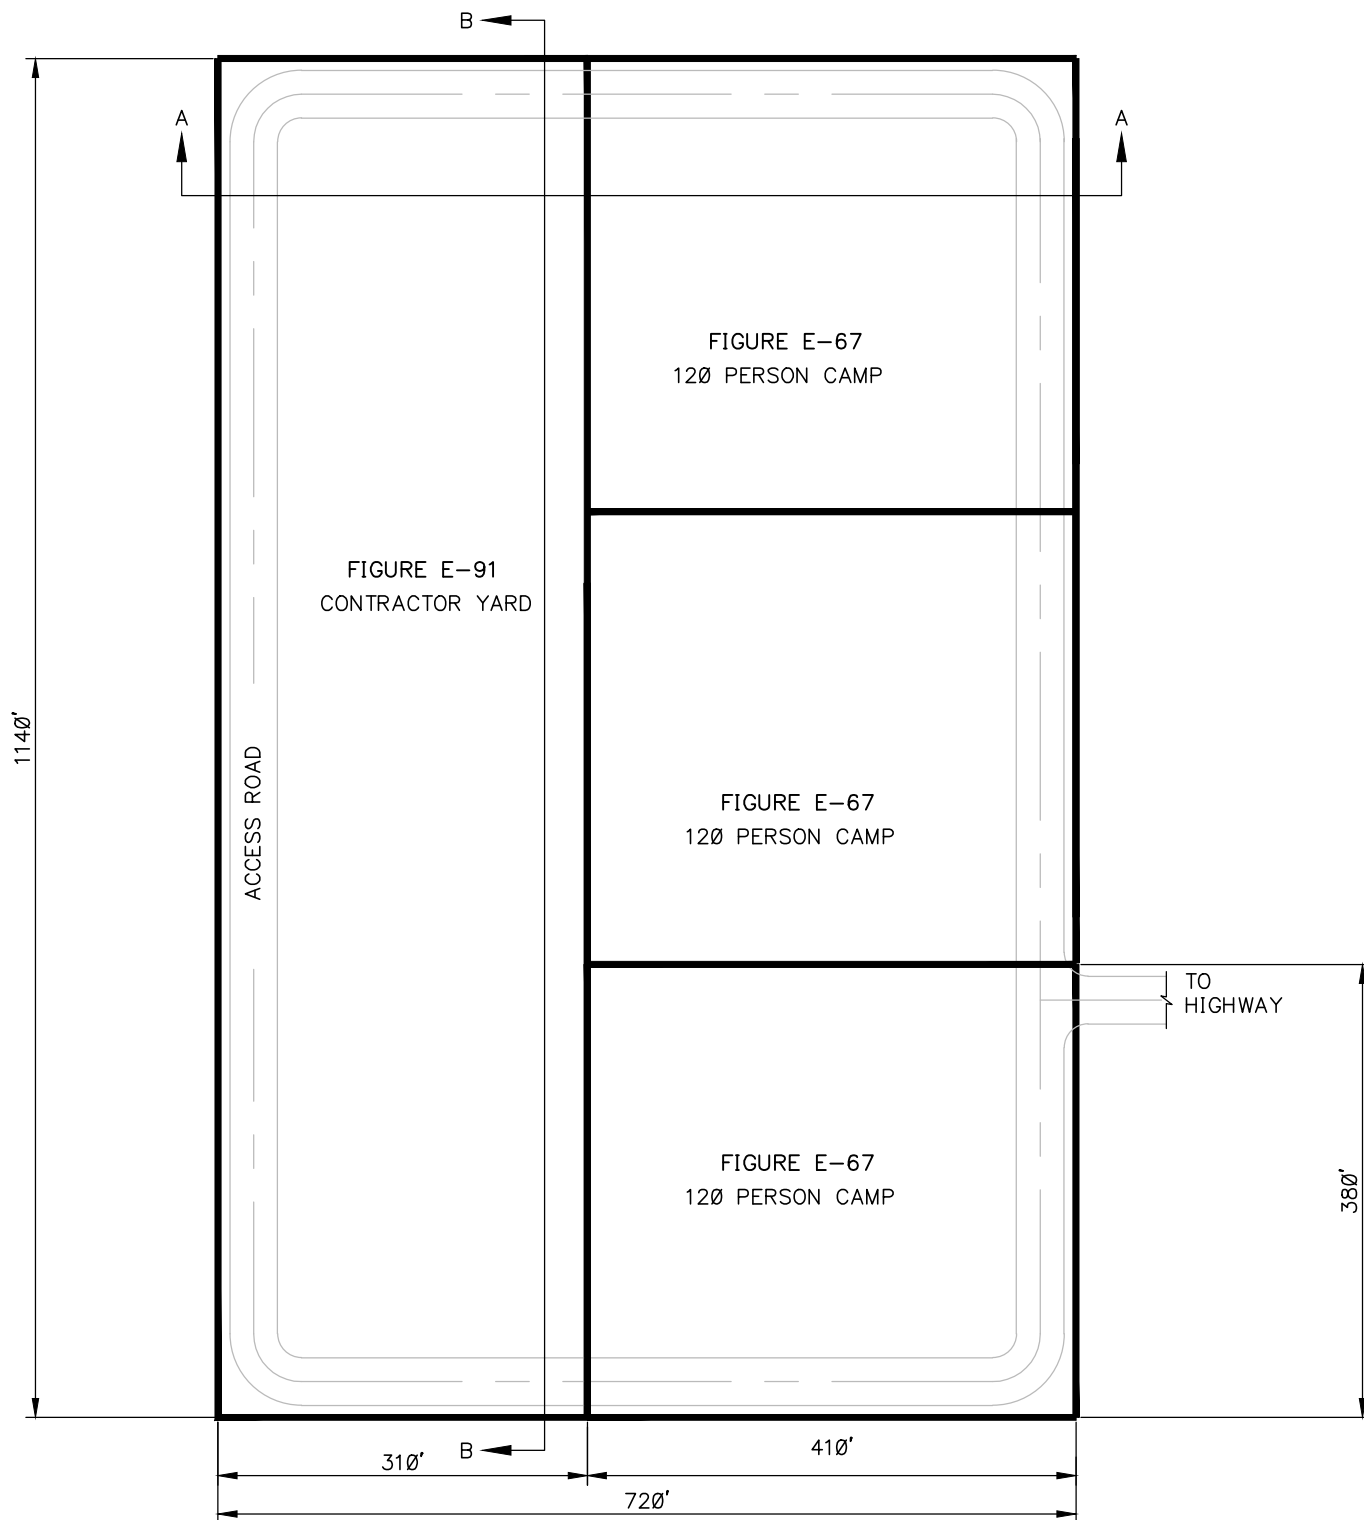 B
A
A
FIGURE E-67
120 PERSON CAMP
FIGURE E-91
CONTRACTOR YARD
1140'
ACCESS ROAD
FIGURE E-67
120 PERSON CAMP
TO
HIGHWAY
FIGURE E-67
120 PERSON CAMP
380'
B
310'
410'
720'